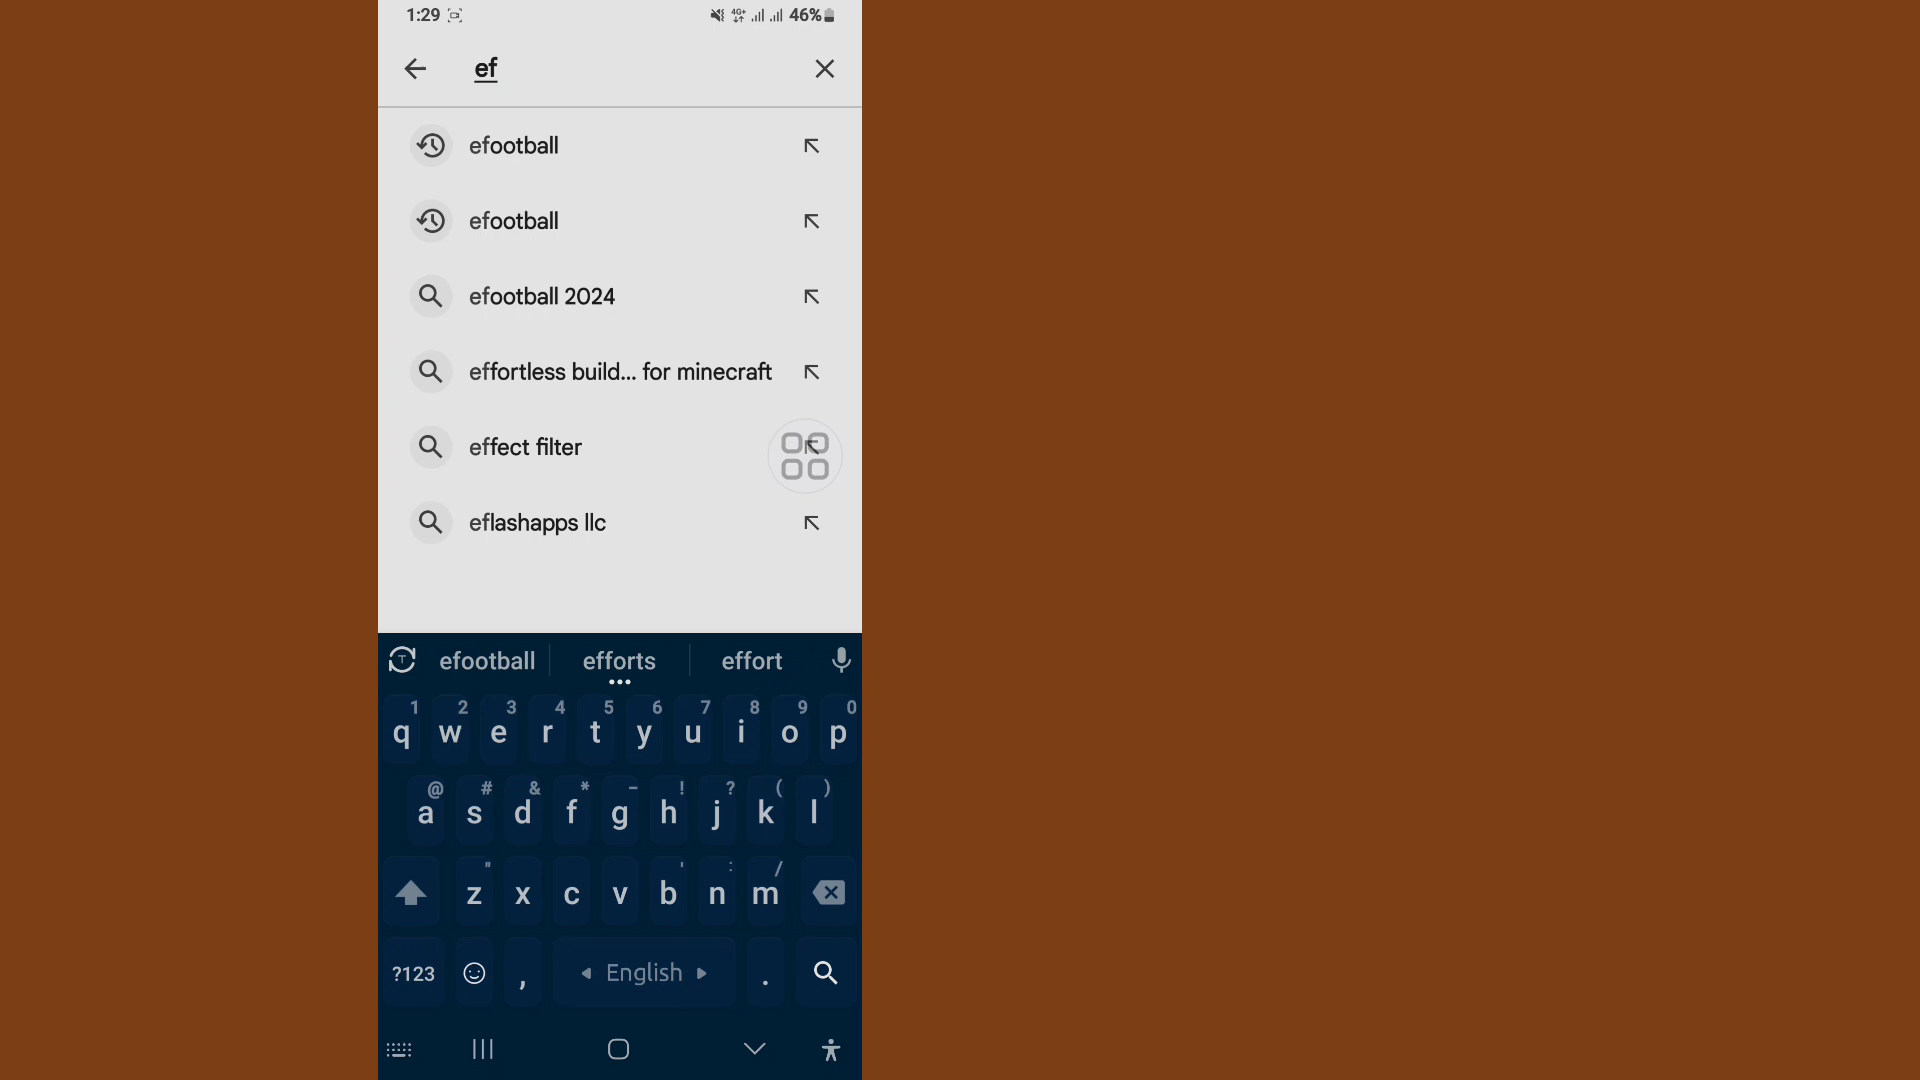 1:29 4G+ 46%
ef
efootball
efootball
efootball 2024
effortless build... for minecraft
effect filter
eflashapps llc
T efootball efforts effort
1 2 3 4 5 6 7 8 9 0
q w e r t y u i o p
@ # & * - ! ? ( )
a s d f g h j k l
" ' : /
z x c v b n m
?123 , English .